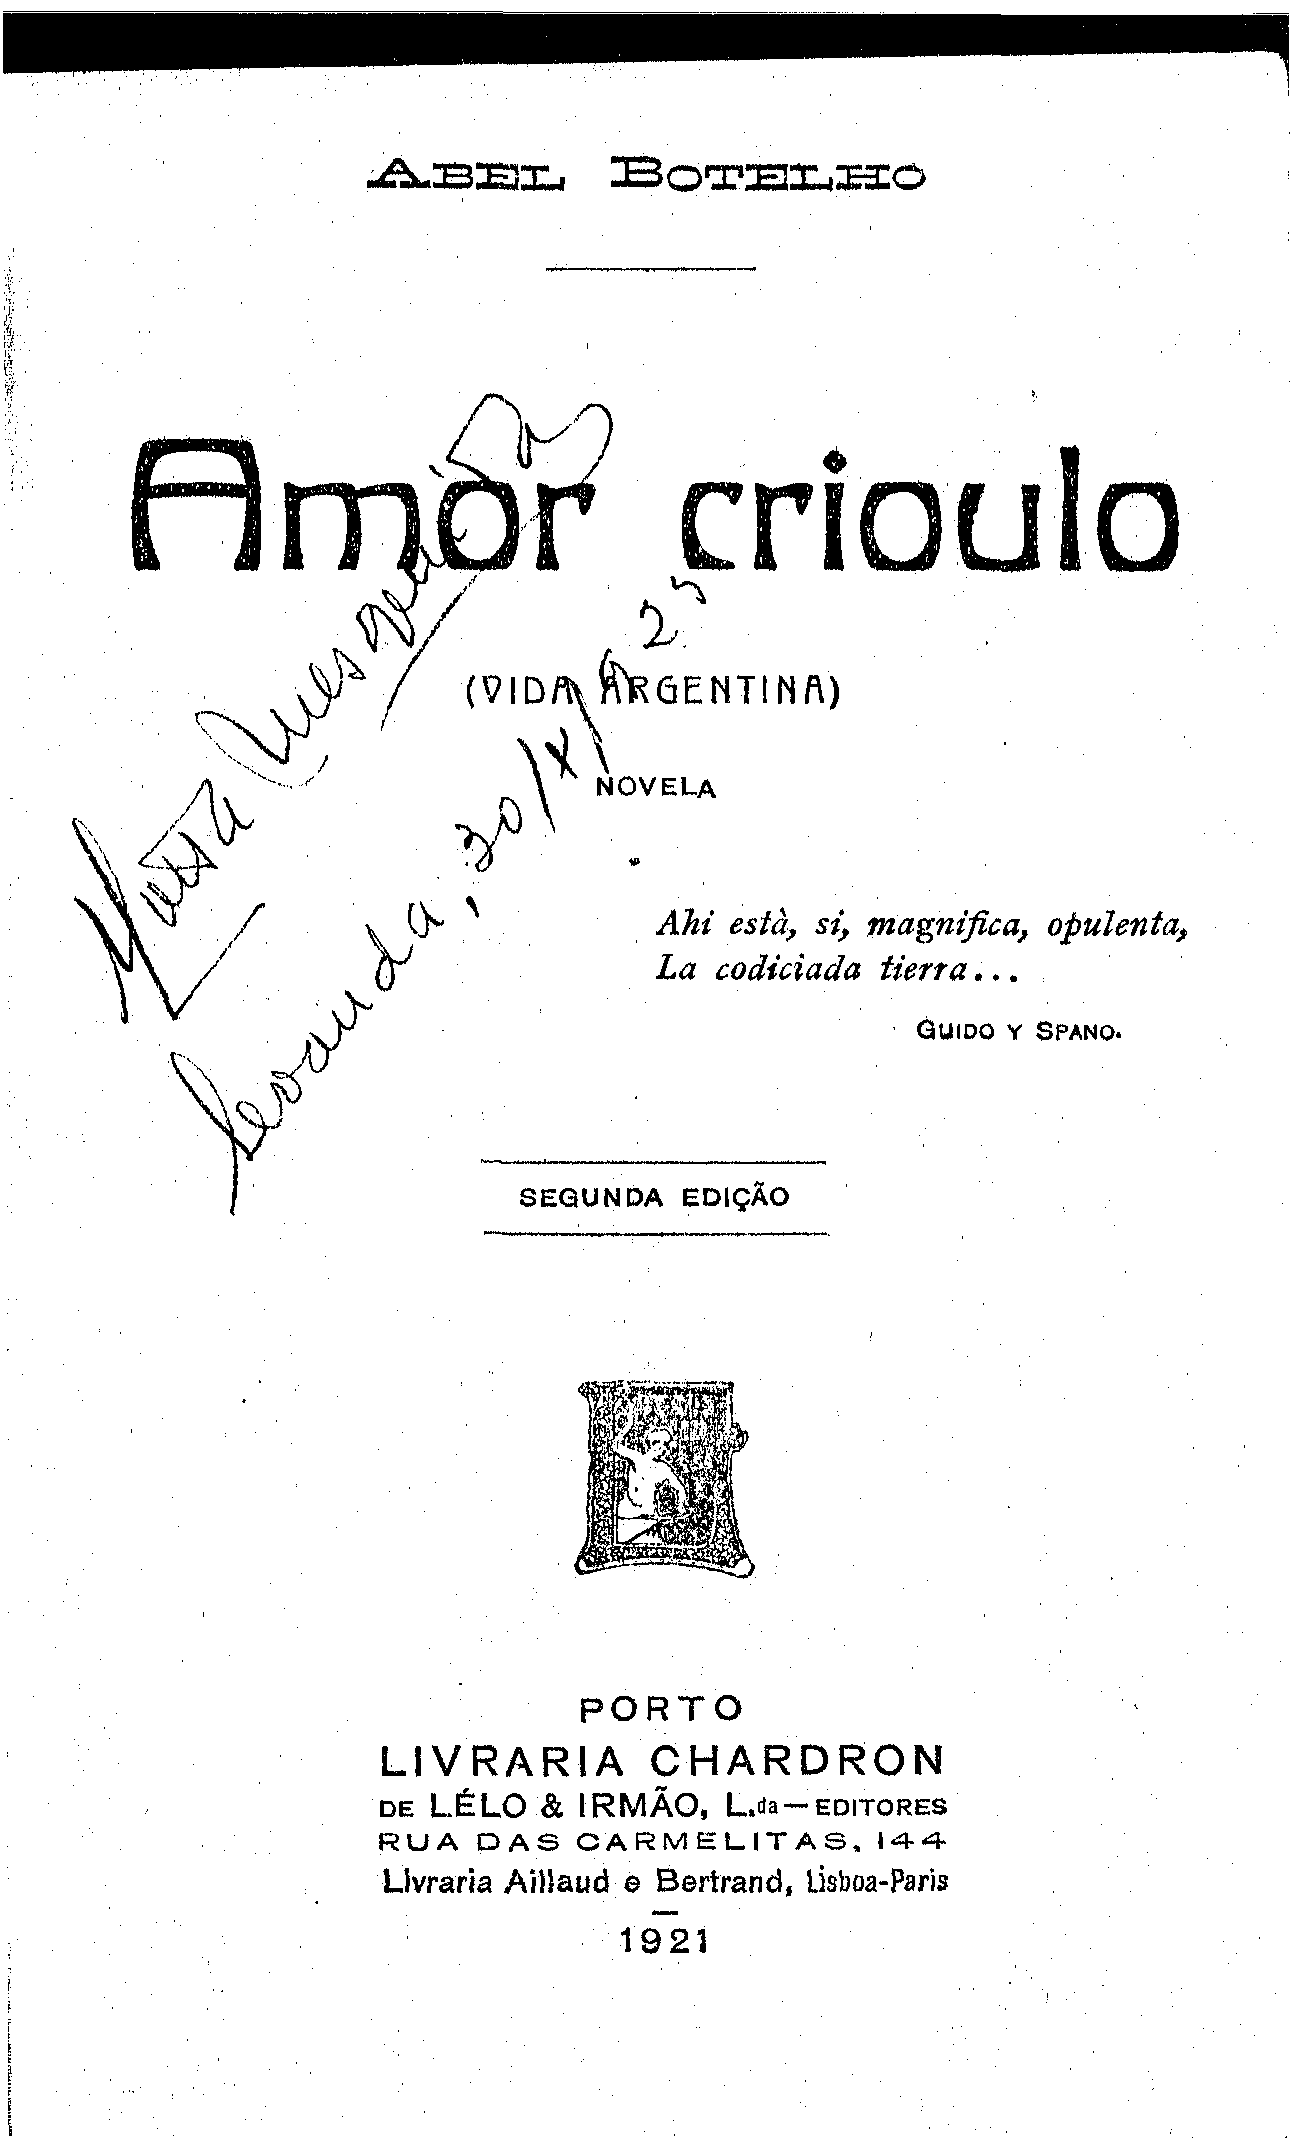 ABEL BOTELHO
Amor crioulo
(VIDA ARGENTINA)
NOVELA
Ahi està, si, magnifica, opulenta,
La codiciada tierra...
GUIDO Y SPANO.
SEGUNDA EDIÇÃO
PORTO
LIVRARIA CHARDRON
DE LÉLO & IRMÃO, L.da—EDITORES
RUA DAS CARMELITAS, 144
Livraria Aillaud e Bertrand, Lisboa-Paris
1921